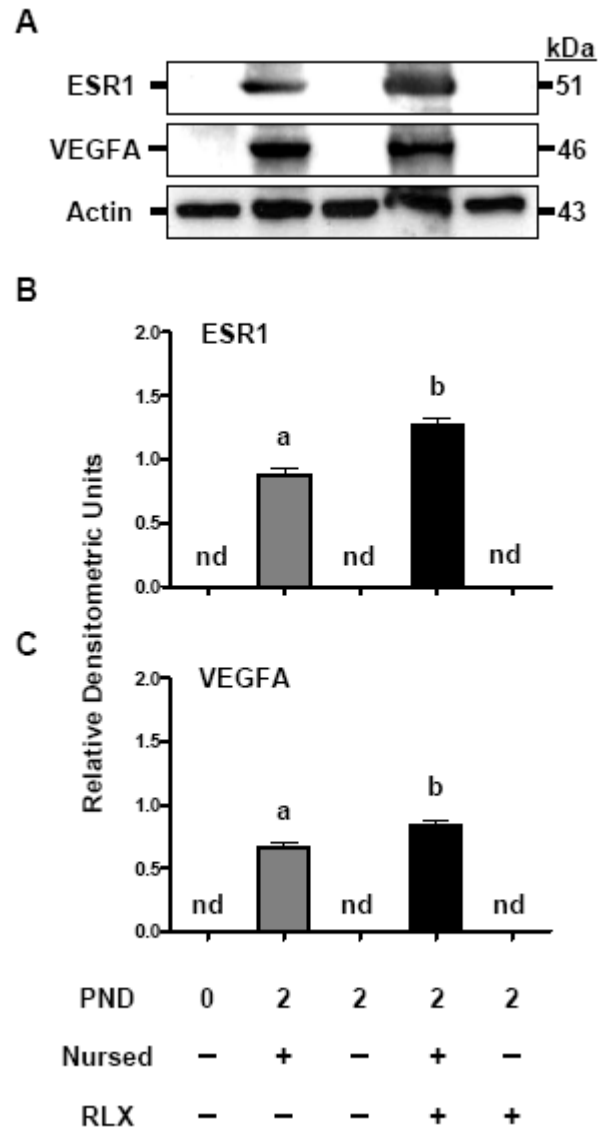 A
kDa
ESR1 51
VEGFA 46
Actin 43
B
ESR1
2.0
1.5
1.0
0.5
0.0
nd a nd b nd
C
VEGFA
2.0
1.5
1.0
0.5
0.0
nd a nd b nd
Relative Densitometric Units
PND 0 2 2 2 2
Nursed − + − + −
RLX − − − + +